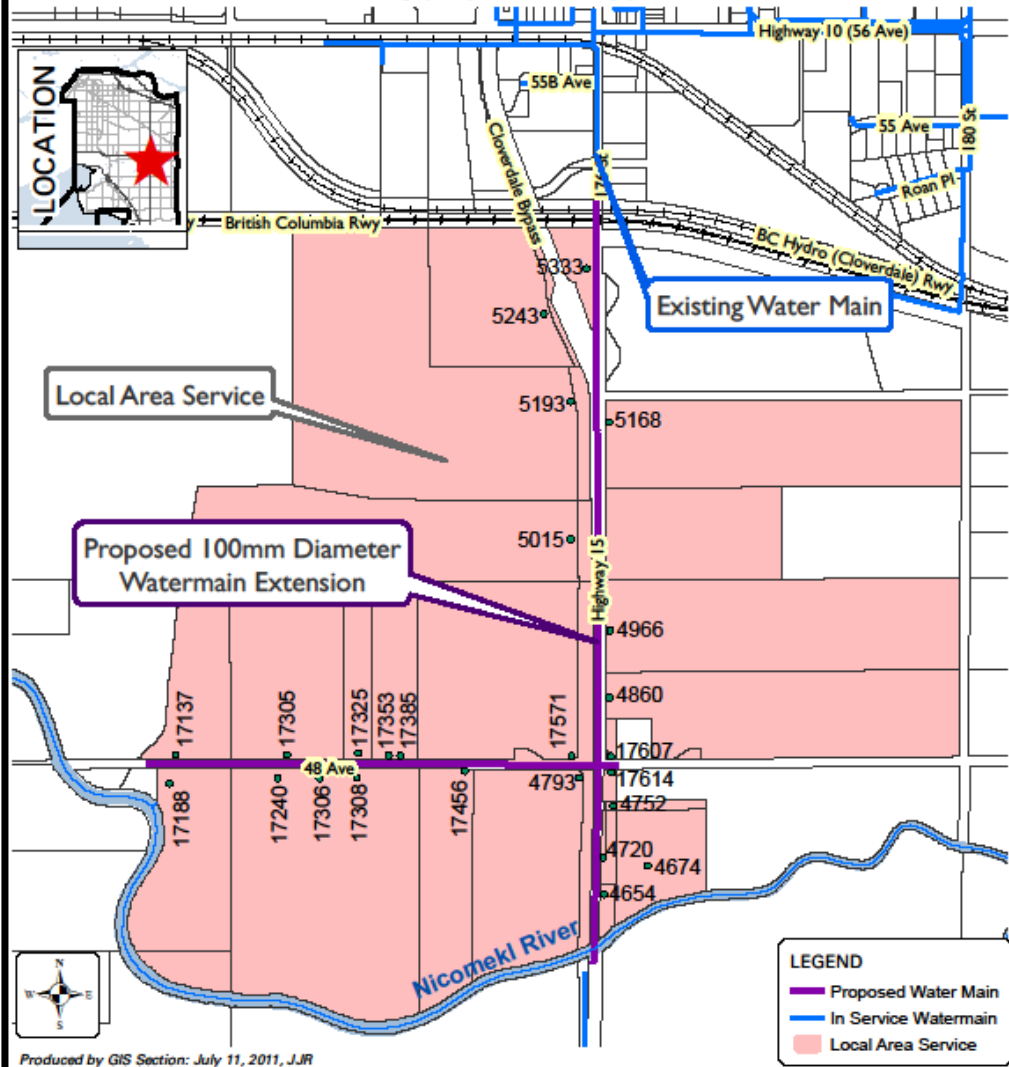 Highway 10 (56 Ave)
LOCATION
55B Ave
55 Ave
180 St
Cloverdale Bypass
Roan Pl
British Columbia Rwy
BC Hydro (Cloverdale) Rwy
5333
5243
Existing Water Main
Local Area Service
5193
5168
Proposed 100mm Diameter
Watermain Extension
5015
Highway 15
4966
4860
17137
17305
17325
17353
17385
17571
17607
48 Ave
4793
17614
17188
17240
17306
17308
17456
4752
4720
4674
4654
Nicomekl River
N
W
E
S
LEGEND
Proposed Water Main
In Service Watermain
Local Area Service
Produced by GIS Section: July 11, 2011, JJR